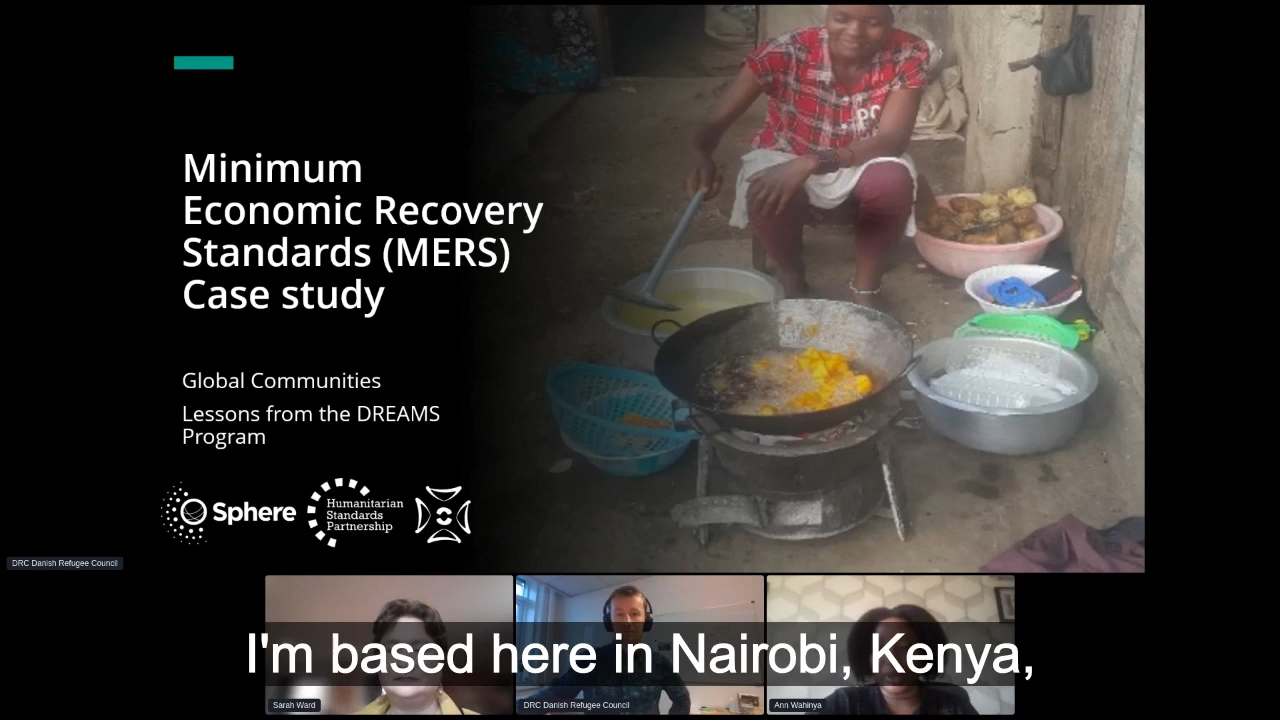 Minimum
Economic Recovery
Standards (MERS)
Case study
Global Communities
Lessons from the DREAMS
Program
Sphere
Humanitarian
Standards
Partnership
DRC Danish Refugee Council
I'm based here in Nairobi, Kenya,
Sarah Ward
DRC Danish Refugee Council
Ann Wahinya